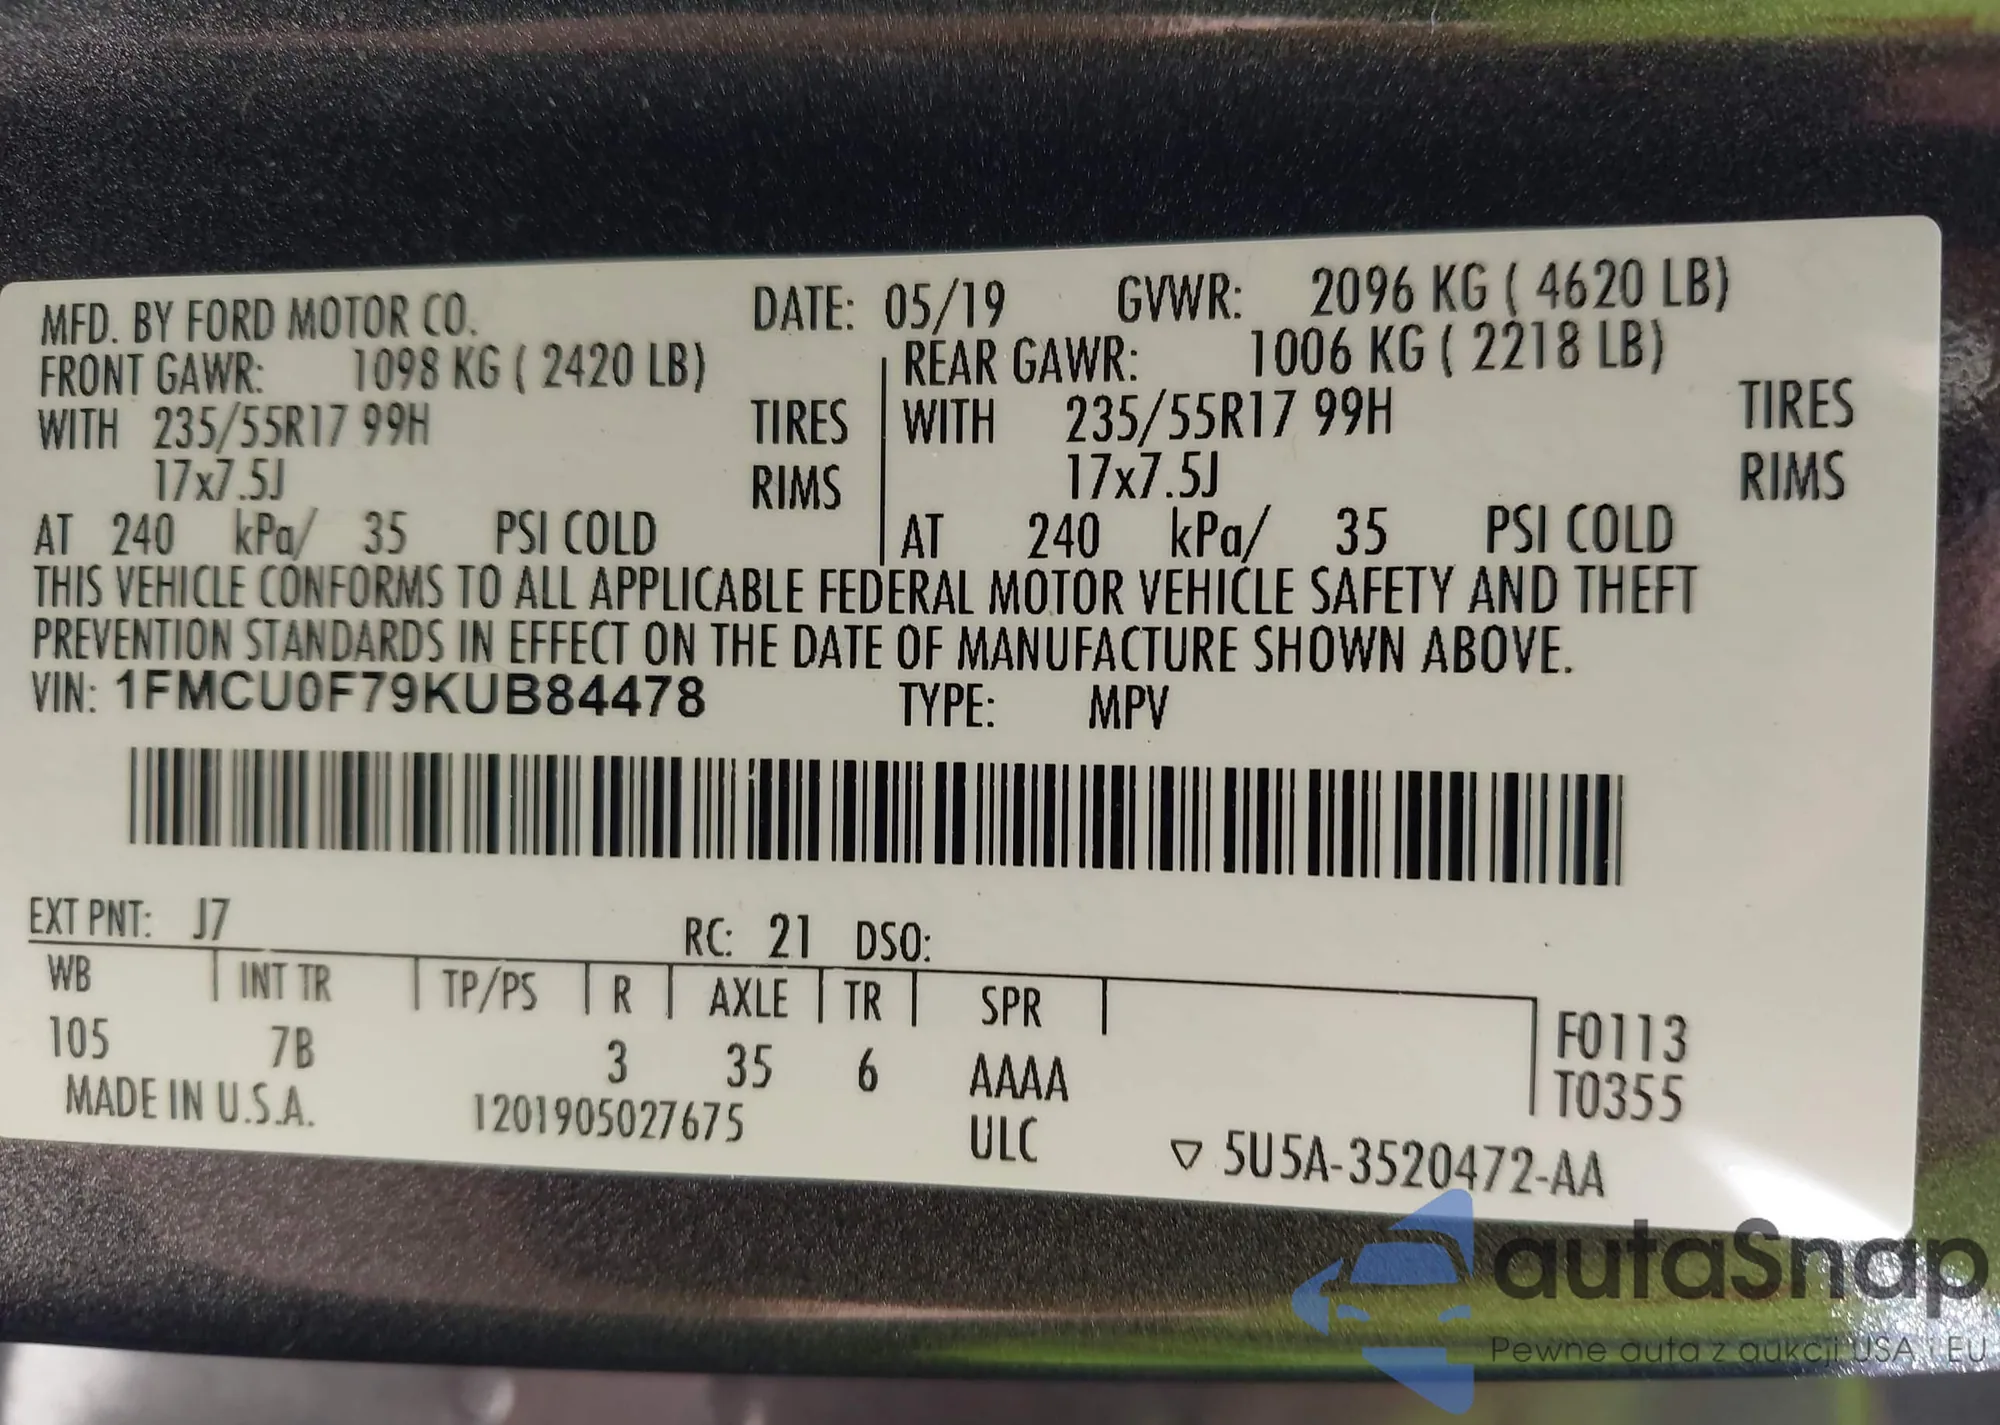 MFD. BY FORD MOTOR CO. DATE: 05/19 GVWR: 2096 KG ( 4620 LB)
FRONT GAWR: 1098 KG ( 2420 LB) REAR GAWR: 1006 KG ( 2218 LB)
WITH 235/55R17 99H TIRES WITH 235/55R17 99H TIRES
17x7.5J RIMS 17x7.5J RIMS
AT 240 kPa/ 35 PSI COLD AT 240 kPa/ 35 PSI COLD
THIS VEHICLE CONFORMS TO ALL APPLICABLE FEDERAL MOTOR VEHICLE SAFETY AND THEFT
PREVENTION STANDARDS IN EFFECT ON THE DATE OF MANUFACTURE SHOWN ABOVE.
VIN: 1FMCU0F79KUB84478 TYPE: MPV
EXT PNT: J7 RC: 21 DSO:
WB INT TR TP/PS R AXLE TR SPR
105 7B 3 35 6 AAAA F0113
T0355
MADE IN U.S.A. 1201905027675 ULC ▽ 5U5A-3520472-AA
autaSnap
Pewne auta z aukcji USA i EU